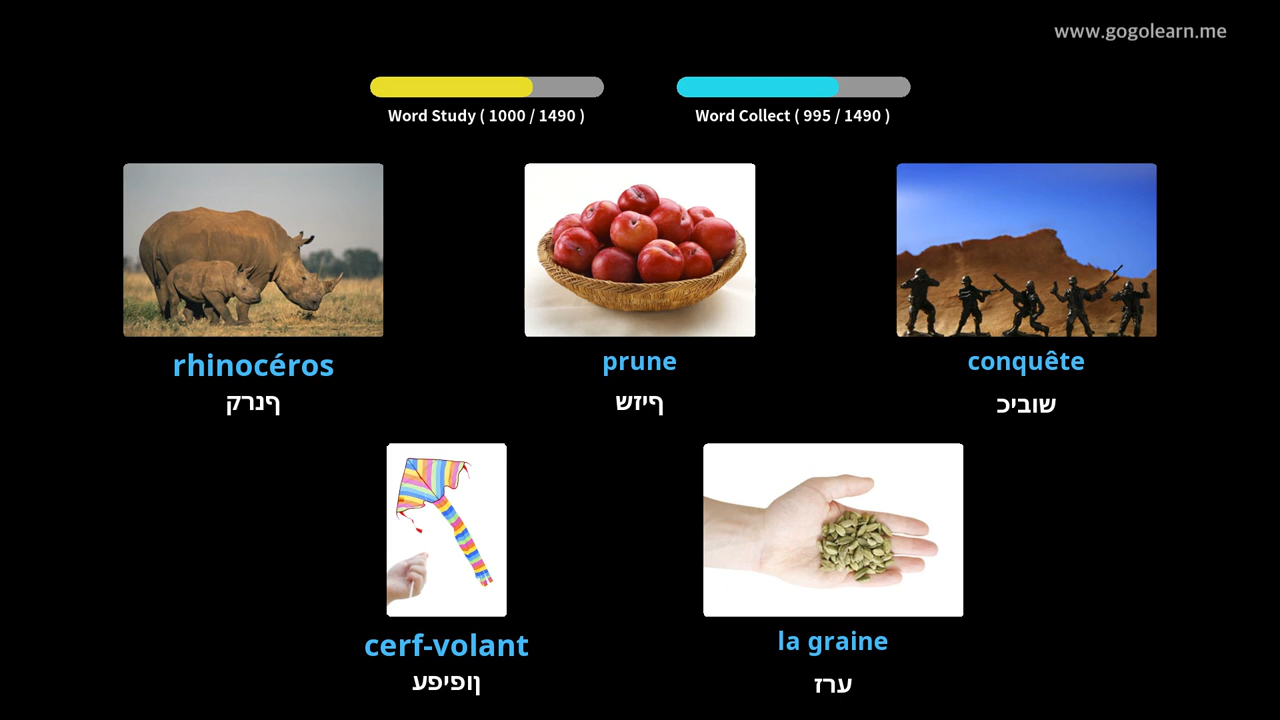 www.gogolearn.me
Word Study ( 1000 / 1490 )
Word Collect ( 995 / 1490 )
rhinocéros
קרנף
prune
שזיף
conquête
כיבוש
cerf-volant
עפיפון
la graine
זרע